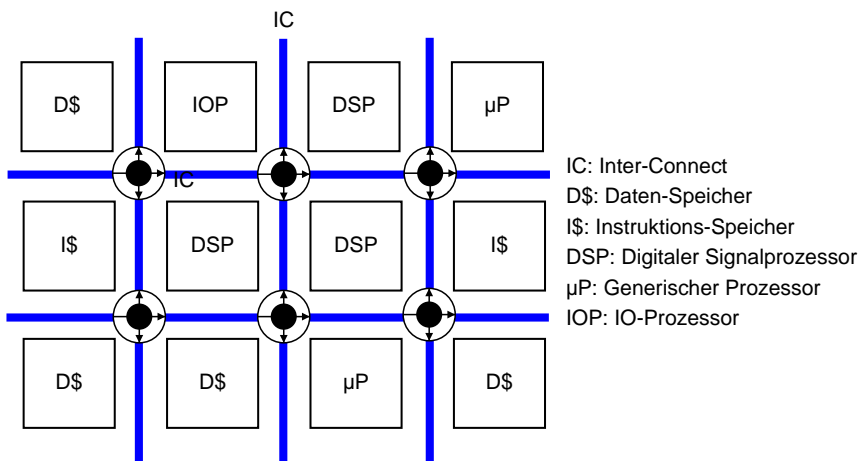 IC
D$ IOP DSP µP
IC
I$ DSP DSP I$
D$ D$ µP D$
IC: Inter-Connect
D$: Daten-Speicher
I$: Instruktions-Speicher
DSP: Digitaler Signalprozessor
µP: Generischer Prozessor
IOP: IO-Prozessor